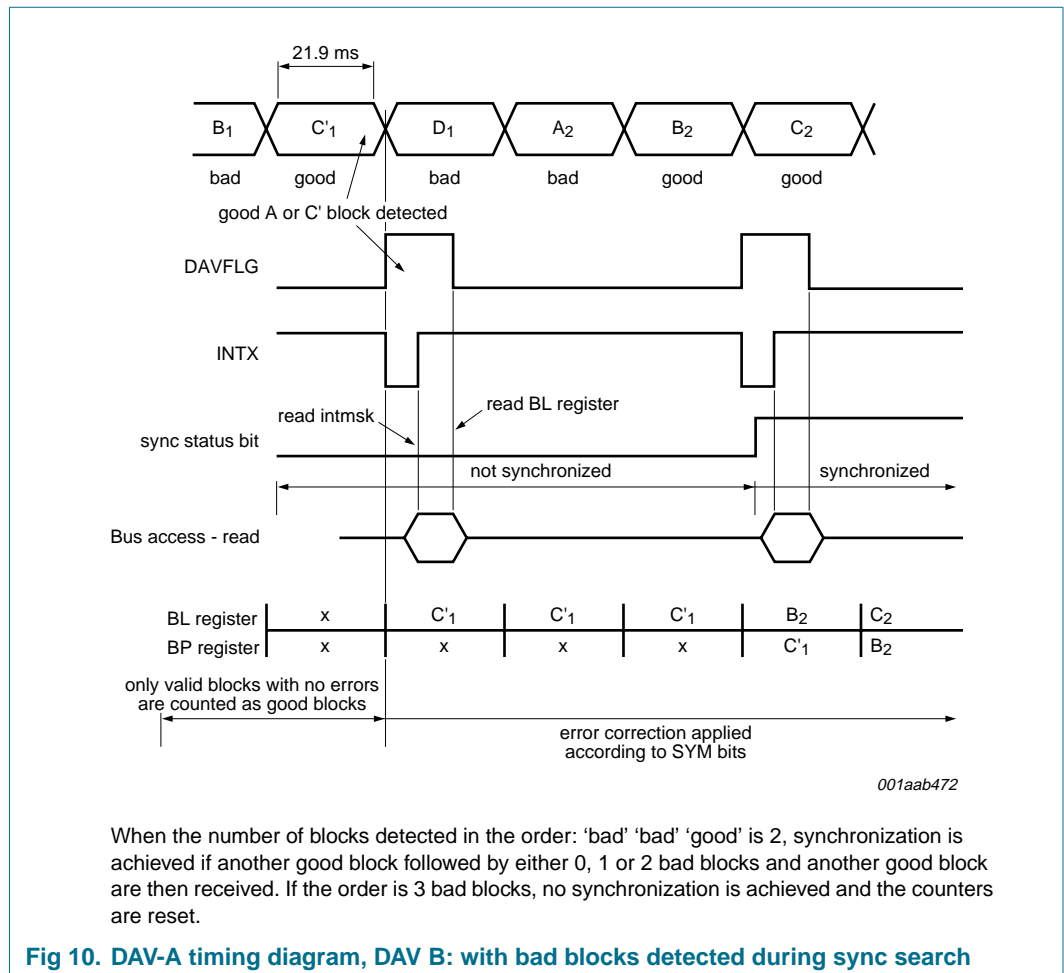 21.9 ms
B1 C'1 D1 A2 B2 C2
bad good bad bad good good
good A or C' block detected
DAVFLG
INTX
read intmsk
read BL register
sync status bit
not synchronized
synchronized
Bus access - read
BL register x C'1 C'1 C'1 B2 C2
BP register x x x x C'1 B2
only valid blocks with no errors
are counted as good blocks
error correction applied
according to SYM bits
001aab472
When the number of blocks detected in the order: ‘bad’ ‘bad’ ‘good’ is 2, synchronization is
achieved if another good block followed by either 0, 1 or 2 bad blocks and another good block
are then received. If the order is 3 bad blocks, no synchronization is achieved and the counters
are reset.
Fig 10. DAV-A timing diagram, DAV B: with bad blocks detected during sync search